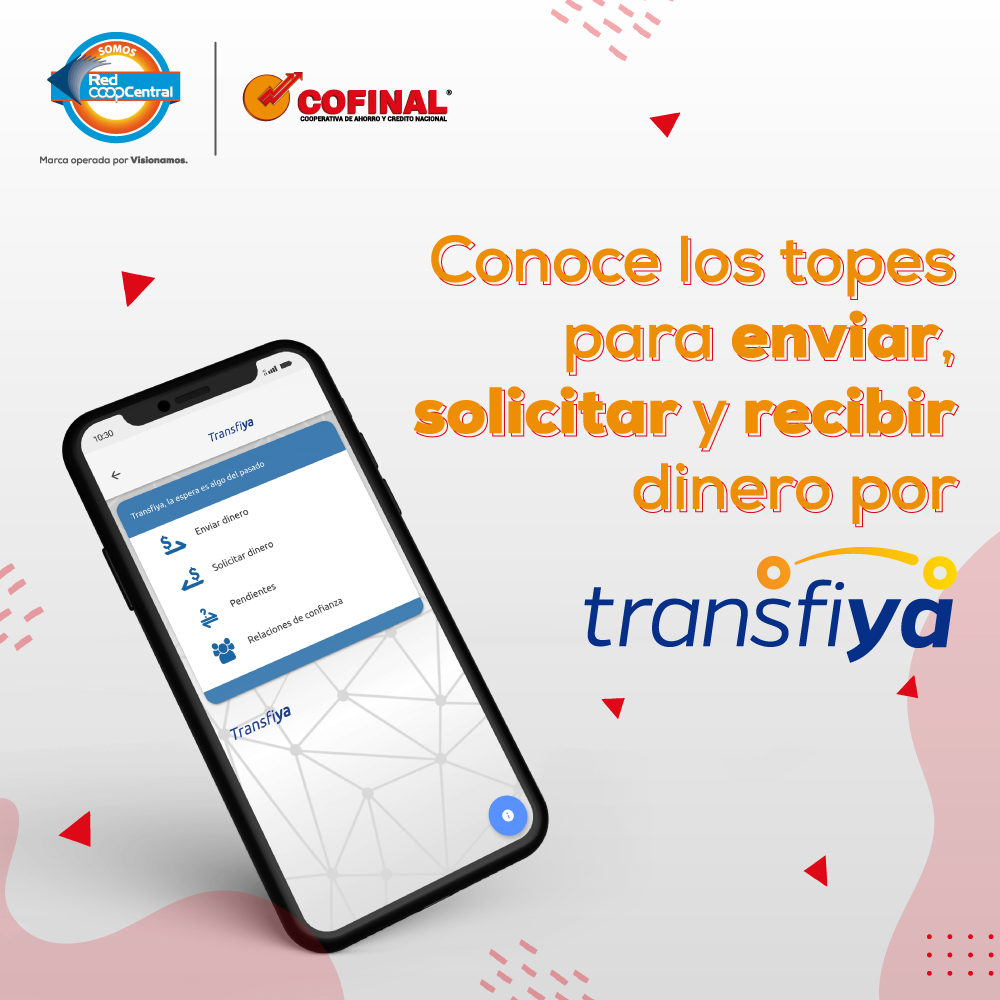 SOMOS
Red
coopCentral
Marca operada por Visionamos.
COFINAL®
COOPERATIVA DE AHORRO Y CREDITO NACIONAL
Conoce los topes
para enviar,
solicitar y recibir
dinero por
transfiya
10:30
Transfiya
Transfiya, la espera es algo del pasado
Enviar dinero
Solicitar dinero
Pendientes
Relaciones de confianza
Transfiya